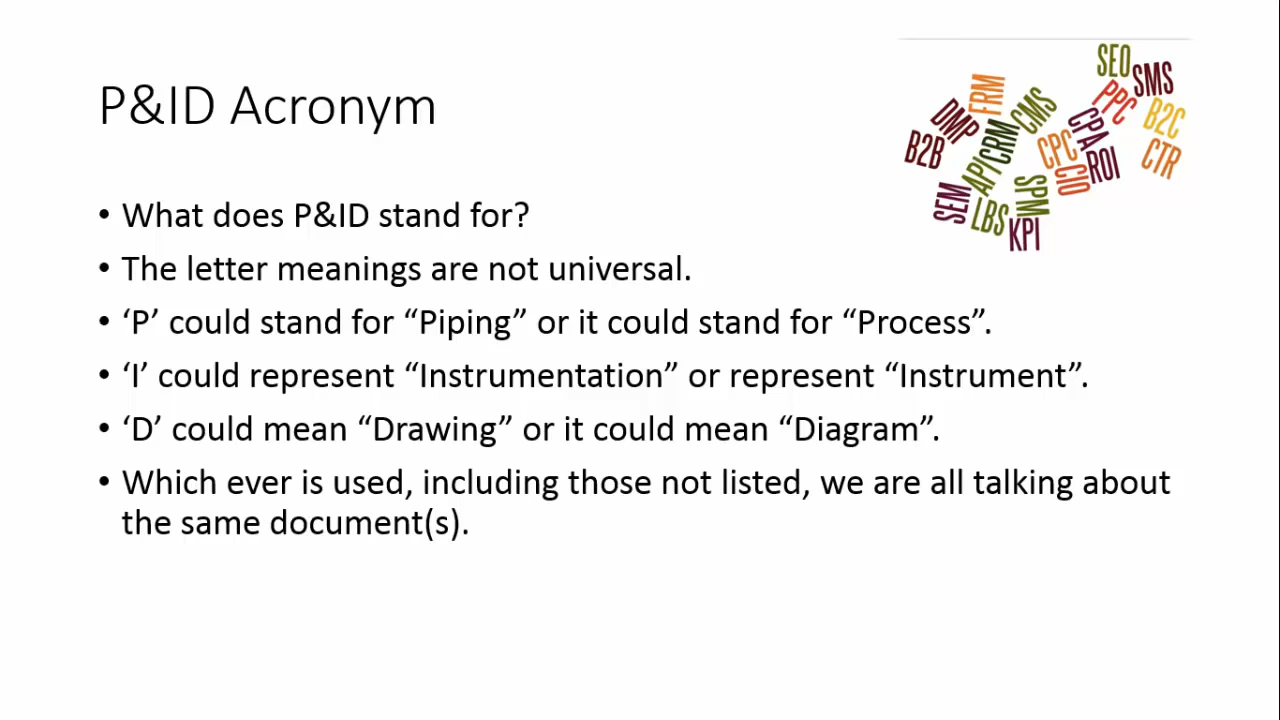 P&ID Acronym
• What does P&ID stand for?
• The letter meanings are not universal.
• ‘P’ could stand for “Piping” or it could stand for “Process”.
• ‘I’ could represent “Instrumentation” or represent “Instrument”.
• ‘D’ could mean “Drawing” or it could mean “Diagram”.
• Which ever is used, including those not listed, we are all talking about
the same document(s).
SEO
SMS
FRM
PPC
B2C
DMP
CMS
CPA
B2B
CRM
CPC
ROI
CTR
API
CIO
SEM
LBS
SPM
KPI